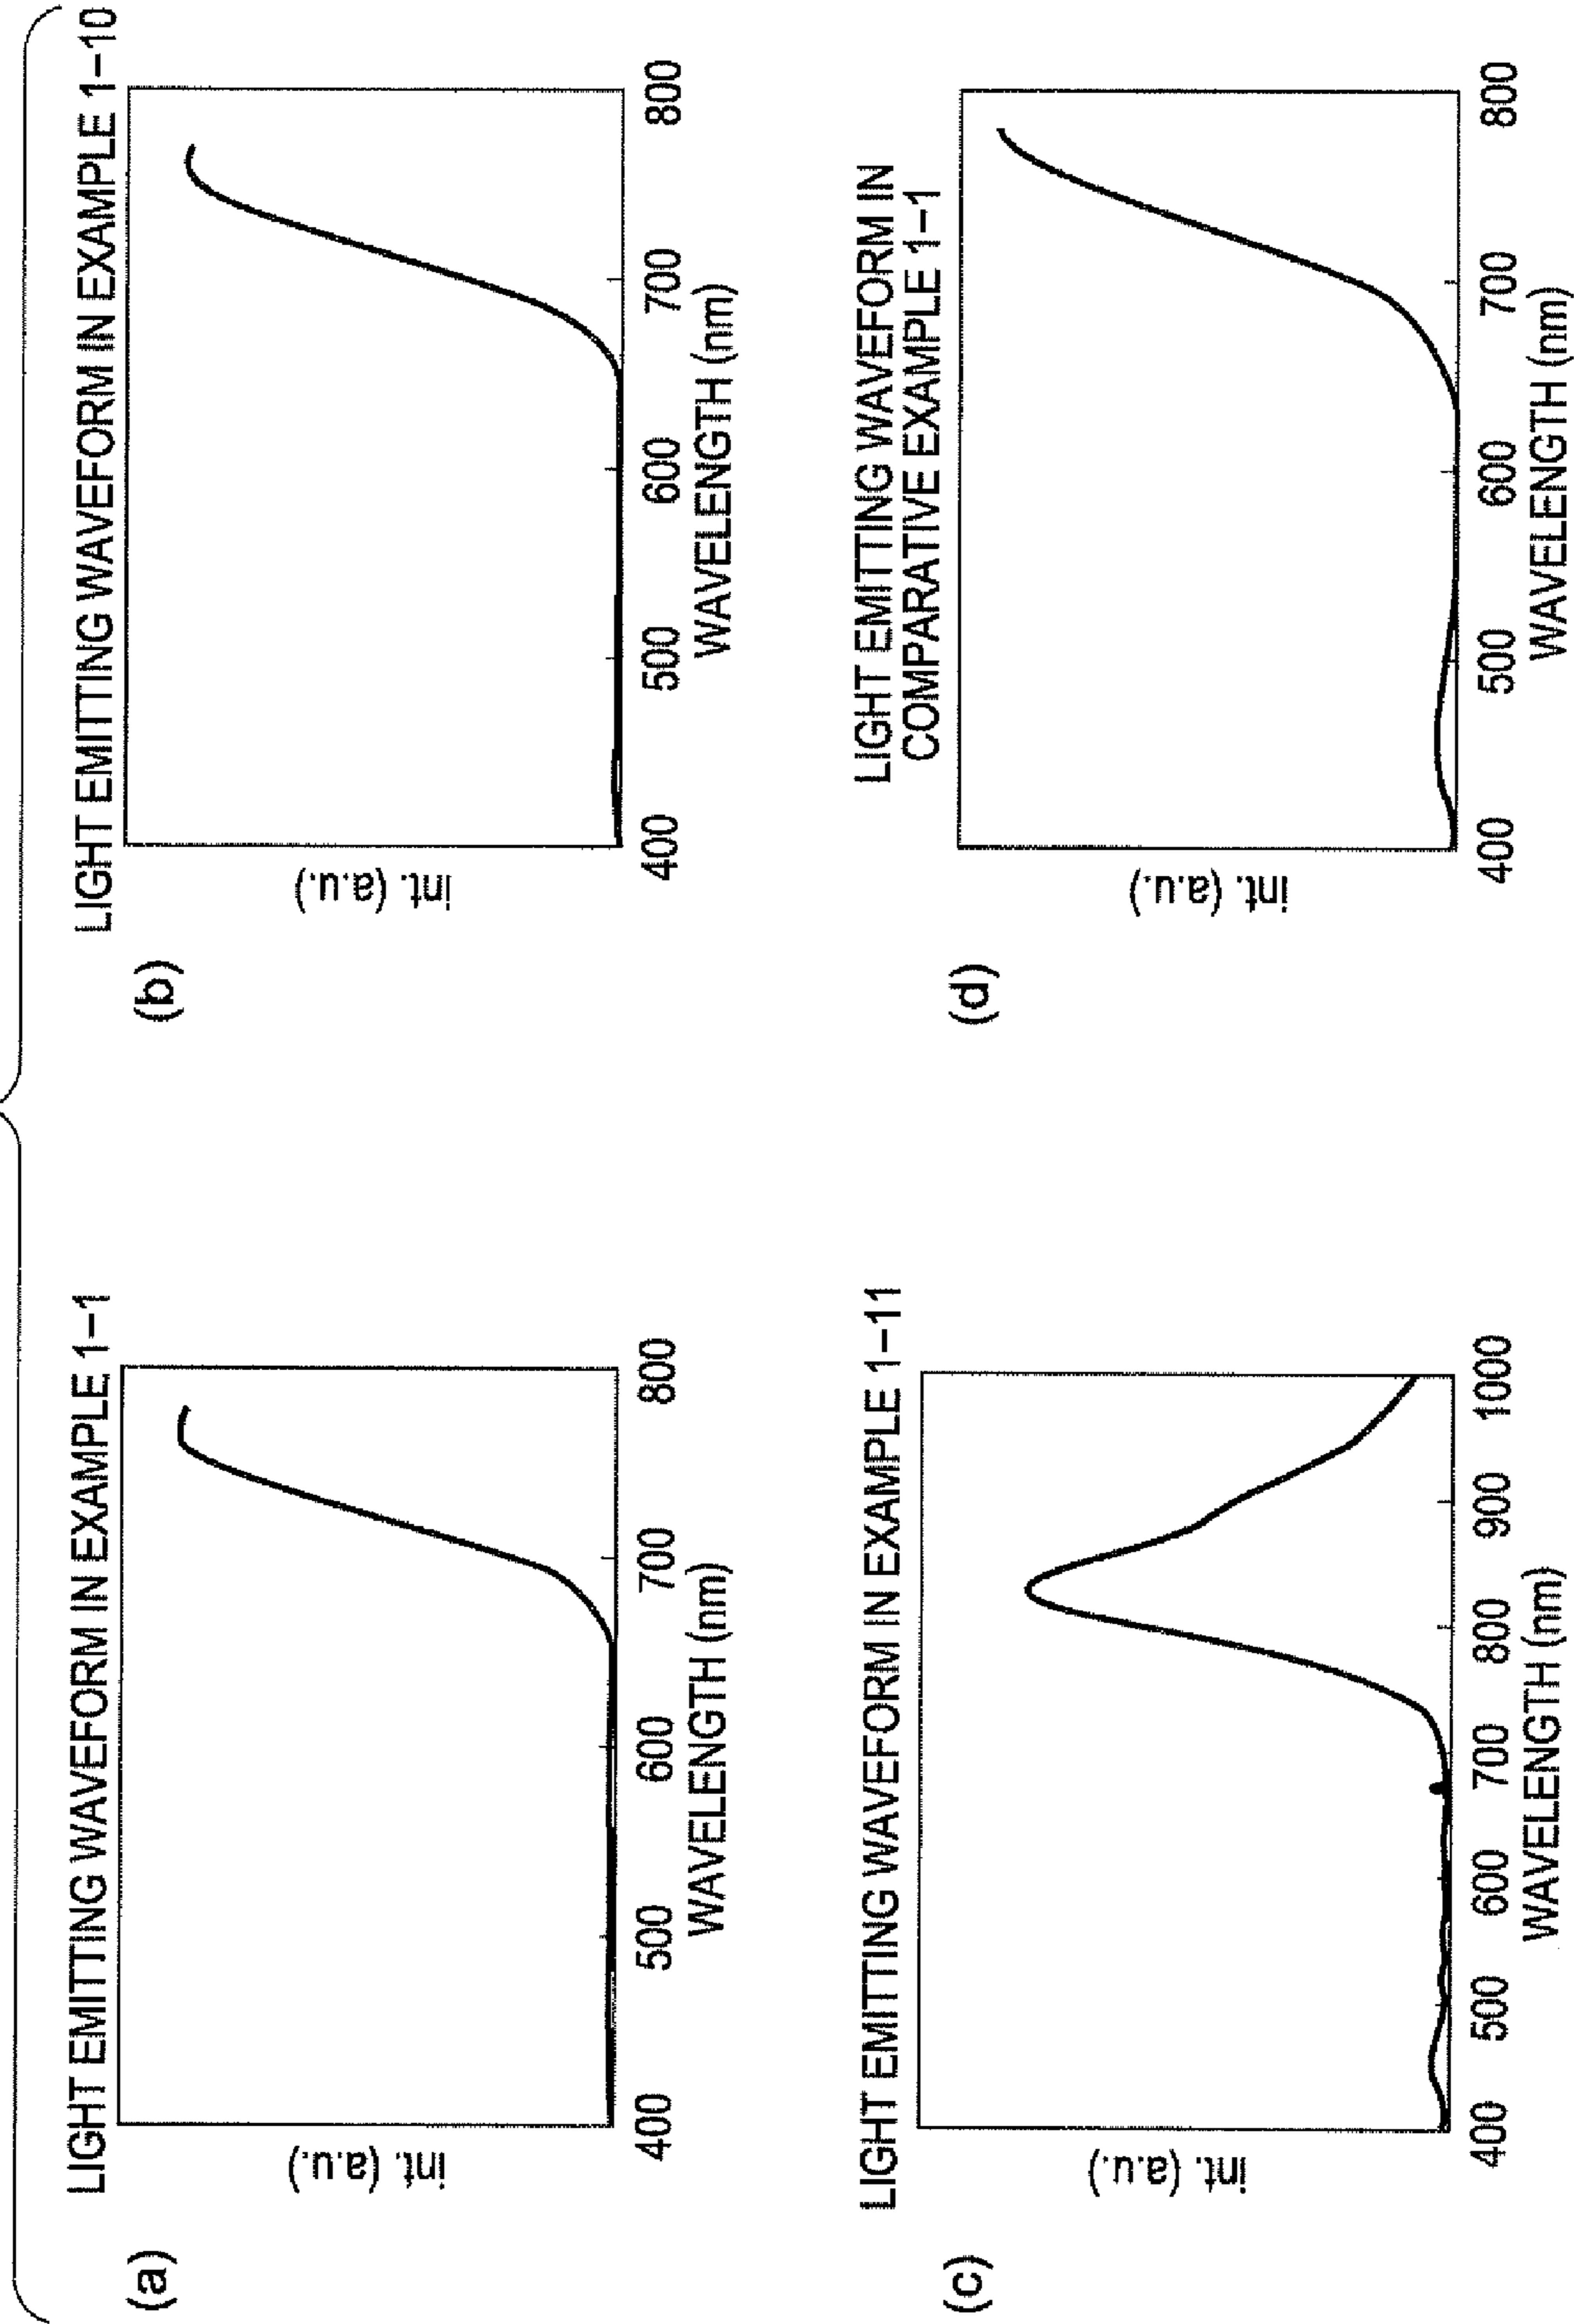 (a)
LIGHT EMITTING WAVEFORM IN EXAMPLE 1-1
int. (a.u.)
400 500 600 700 800
WAVELENGTH (nm)
(b)
LIGHT EMITTING WAVEFORM IN EXAMPLE 1-10
int. (a.u.)
400 500 600 700 800
WAVELENGTH (nm)
(c)
LIGHT EMITTING WAVEFORM IN EXAMPLE 1-11
int. (a.u.)
400 500 600 700 800 900 1000
WAVELENGTH (nm)
(d)
LIGHT EMITTING WAVEFORM IN
COMPARATIVE EXAMPLE 1-1
int. (a.u.)
400 500 600 700 800
WAVELENGTH (nm)